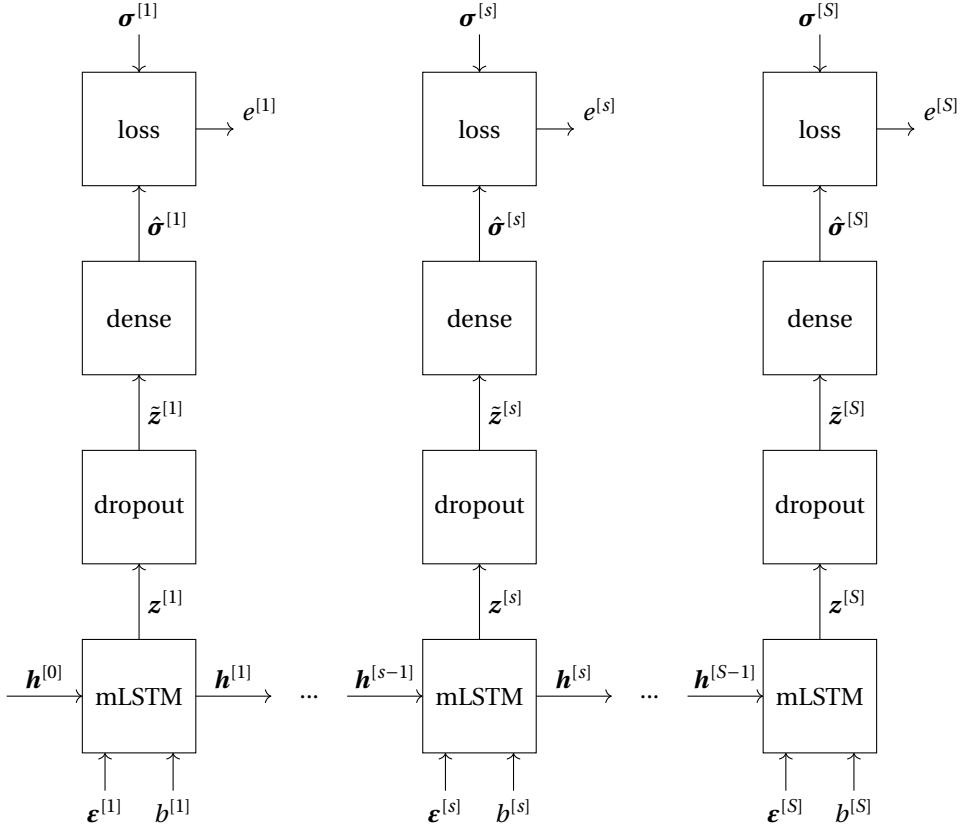 σ^[1] σ^[s] σ^[S]
loss e^[1] loss e^[s] loss e^[S]
σ̂^[1] σ̂^[s] σ̂^[S]
dense dense dense
z̃^[1] z̃^[s] z̃^[S]
dropout dropout dropout
z^[1] z^[s] z^[S]
h^[0] mLSTM h^[1] ... h^[s−1] mLSTM h^[s] ... h^[S−1] mLSTM
ε^[1] b^[1] ε^[s] b^[s] ε^[S] b^[S]